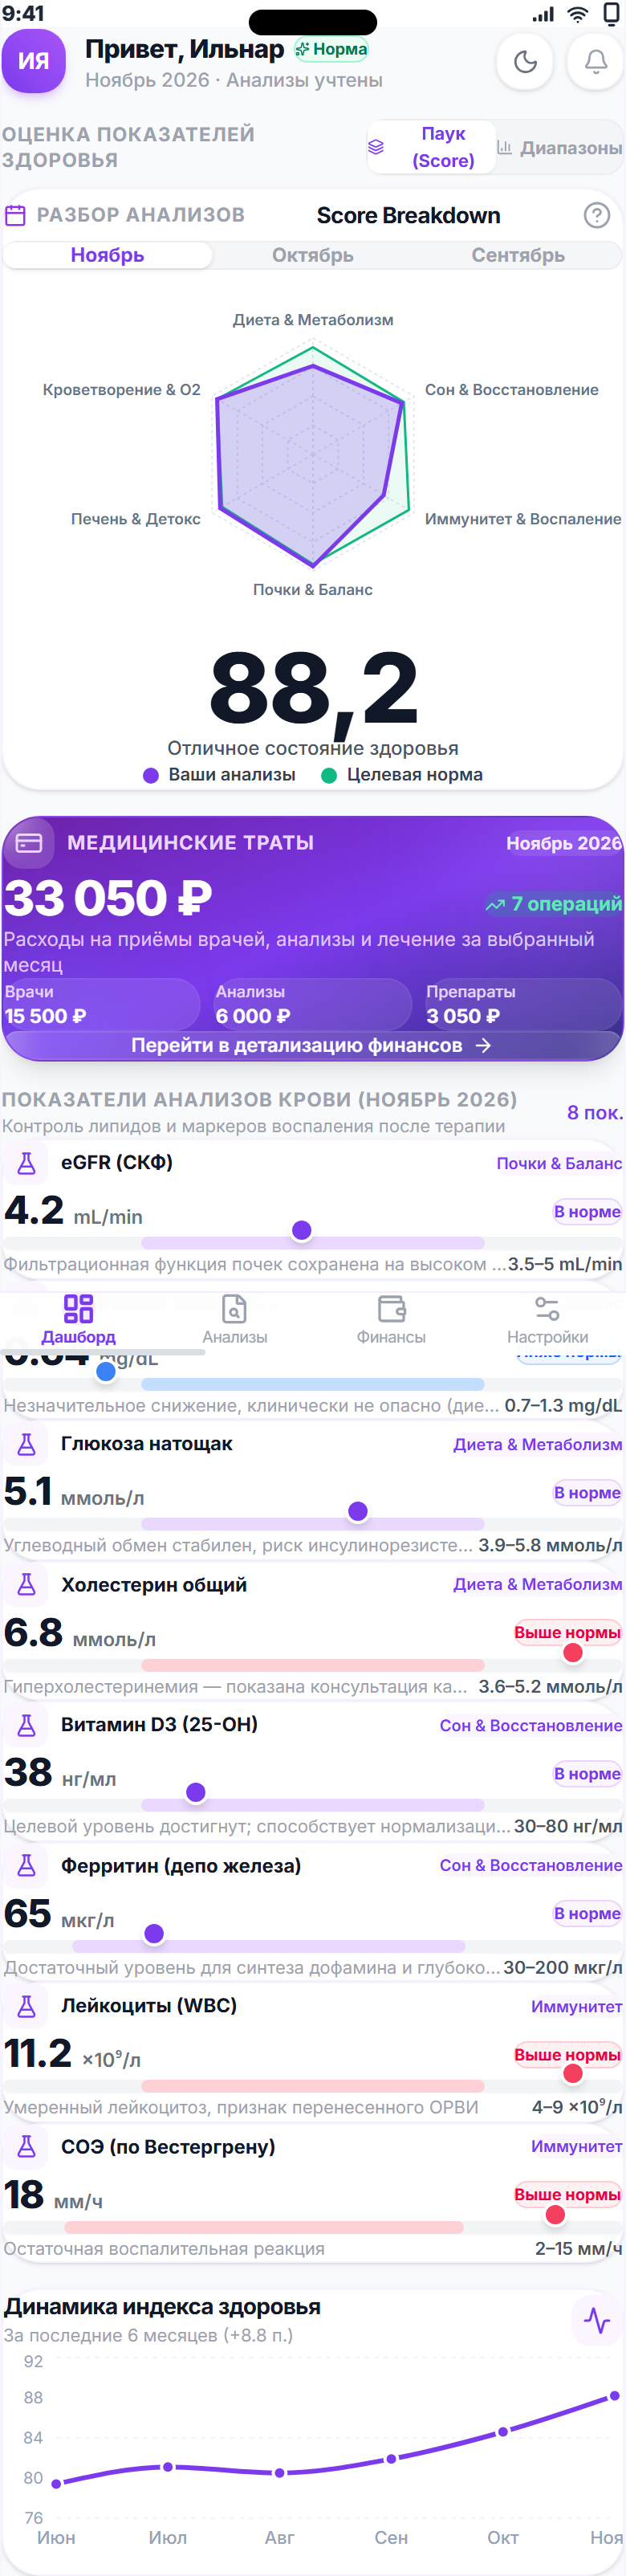 9:41
ИЯ
Привет, Ильнар
Норма
Ноябрь 2026 · Анализы учтены
ОЦЕНКА ПОКАЗАТЕЛЕЙ
ЗДОРОВЬЯ
Паук
(Score)
Диапазоны
РАЗБОР АНАЛИЗОВ
Score Breakdown
Ноябрь
Октябрь
Сентябрь
Диета & Метаболизм
Кроветворение & О2
Сон & Восстановление
Печень & Детокс
Иммунитет & Воспаление
Почки & Баланс
88,2
Отличное состояние здоровья
Ваши анализы
Целевая норма
МЕДИЦИНСКИЕ ТРАТЫ
Ноябрь 2026
33 050 ₽
7 операций
Расходы на приёмы врачей, анализы и лечение за выбранный
месяц
Врачи
15 500 ₽
Анализы
6 000 ₽
Препараты
3 050 ₽
Перейти в детализацию финансов →
ПОКАЗАТЕЛИ АНАЛИЗОВ КРОВИ (НОЯБРЬ 2026)
8 пок.
Контроль липидов и маркеров воспаления после терапии
eGFR (СКФ)
Почки & Баланс
4.2 mL/min
В норме
Фильтрационная функция почек сохранена на высоком ...
3.5–5 mL/min
Дашборд
Анализы
Финансы
Настройки
mg/dL
Незначительное снижение, клинически не опасно (дие...
0.7–1.3 mg/dL
Глюкоза натощак
Диета & Метаболизм
5.1 ммоль/л
В норме
Углеводный обмен стабилен, риск инсулинорезисте...
3.9–5.8 ммоль/л
Холестерин общий
Диета & Метаболизм
6.8 ммоль/л
Выше нормы
Гиперхолестеринемия — показана консультация ка...
3.6–5.2 ммоль/л
Витамин D3 (25-OH)
Сон & Восстановление
38 нг/мл
В норме
Целевой уровень достигнут; способствует нормализаци...
30–80 нг/мл
Ферритин (депо железа)
Сон & Восстановление
65 мкг/л
В норме
Достаточный уровень для синтеза дофамина и глубоко...
30–200 мкг/л
Лейкоциты (WBC)
Иммунитет
11.2 ×10⁹/л
Выше нормы
Умеренный лейкоцитоз, признак перенесенного ОРВИ
4–9 ×10⁹/л
СОЭ (по Вестергрену)
Иммунитет
18 мм/ч
Выше нормы
Остаточная воспалительная реакция
2–15 мм/ч
Динамика индекса здоровья
За последние 6 месяцев (+8.8 п.)
92
88
84
80
76
Июн
Июл
Авг
Сен
Окт
Ноя